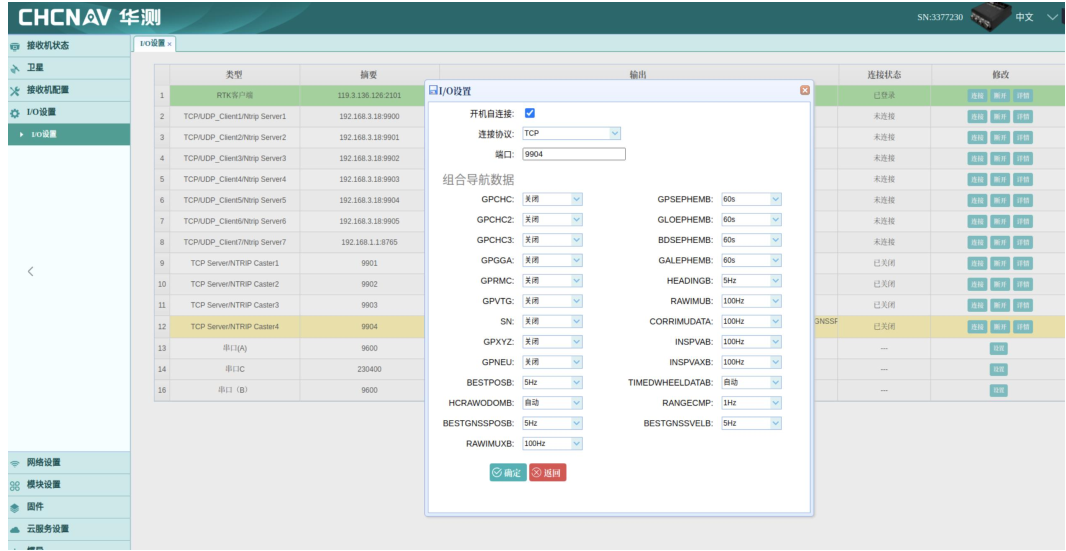 CHCNAV 华测
SN:3377230 中文
接收机状态
卫星
接收机配置
I/O设置
I/O设置
网络设置
模块设置
固件
云服务设置
I/O设置 ×
类型 摘要 输出 连接状态 修改
1 RTK客户端 119.3.136.126:2101 已登录 连接 断开 详情
2 TCP/UDP_Client1/Ntrip Server1 192.168.3.18:9900 未连接 连接 断开 详情
3 TCP/UDP_Client2/Ntrip Server2 192.168.3.18:9901 未连接 连接 断开 详情
4 TCP/UDP_Client3/Ntrip Server3 192.168.3.18:9902 未连接 连接 断开 详情
5 TCP/UDP_Client4/Ntrip Server4 192.168.3.18:9903 未连接 连接 断开 详情
6 TCP/UDP_Client5/Ntrip Server5 192.168.3.18:9904 未连接 连接 断开 详情
7 TCP/UDP_Client6/Ntrip Server6 192.168.3.18:9905 未连接 连接 断开 详情
8 TCP/UDP_Client7/Ntrip Server7 192.168.1.1:8765 未连接 连接 断开 详情
9 TCP Server/NTRIP Caster1 9901 已关闭 连接 断开 详情
10 TCP Server/NTRIP Caster2 9902 已关闭 连接 断开 详情
11 TCP Server/NTRIP Caster3 9903 已关闭 连接 断开 详情
12 TCP Server/NTRIP Caster4 9904 GNSSF 已关闭 连接 断开 详情
13 串口(A) 9600 --- 设置
14 串口C 230400 --- 设置
16 串口 (B) 9600 --- 设置
I/O设置
开机自连接:
连接协议: TCP
端口: 9904
组合导航数据
GPCHC: 关闭 GPSEPHEMB: 60s
GPCHC2: 关闭 GLOEPHEMB: 60s
GPCHC3: 关闭 BDSEPHEMB: 60s
GPGGA: 关闭 GALEPHEMB: 60s
GPRMC: 关闭 HEADINGB: 5Hz
GPVTG: 关闭 RAWIMUB: 100Hz
SN: 关闭 CORRIMUDATA: 100Hz
GPXYZ: 关闭 INSPVAB: 100Hz
GPNEU: 关闭 INSPVAXB: 100Hz
BESTPOSB: 5Hz TIMEDWHEELDATAB: 自动
HCRAWODOMB: 自动 RANGECMP: 1Hz
BESTGNSSPOSB: 5Hz BESTGNSSVELB: 5Hz
RAWIMUXB: 100Hz
确定 返回